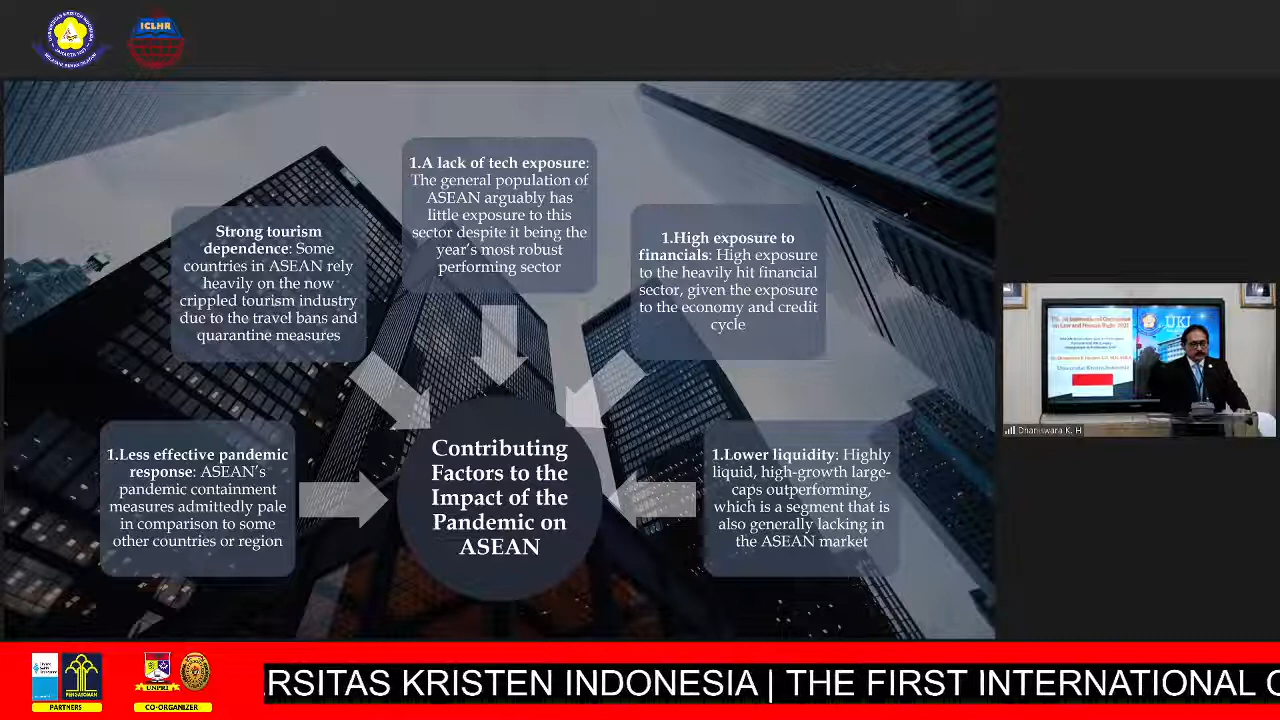 ICLHR
1.A lack of tech exposure:
The general population of
ASEAN arguably has
little exposure to this
sector despite it being the
year's most robust
performing sector
Strong tourism
dependence: Some
countries in ASEAN rely
heavily on the now
crippled tourism industry
due to the travel bans and
quarantine measures
1.High exposure to
financials: High exposure
to the heavily hit financial
sector, given the exposure
to the economy and credit
cycle
1.Less effective pandemic
response: ASEAN's
pandemic containment
measures admittedly pale
in comparison to some
other countries or region
Contributing
Factors to the
Impact of the
Pandemic on
ASEAN
1.Lower liquidity: Highly
liquid, high-growth large-
caps outperforming,
which is a segment that is
also generally lacking in
the ASEAN market
UKI
Universitas Kristen Indonesia
Dhaniswara K. H
PENGAYOMAN
PARTNERS
UNPRI
CO-ORGANIZER
RSITAS KRISTEN INDONESIA | THE FIRST INTERNATIONAL C